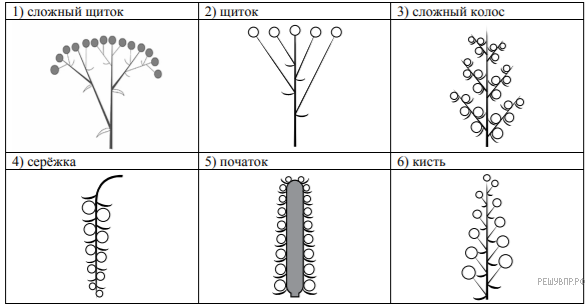 1) сложный щиток 2) щиток 3) сложный колос
4) серёжка 5) початок 6) кисть
РЕШУВПР.РФ